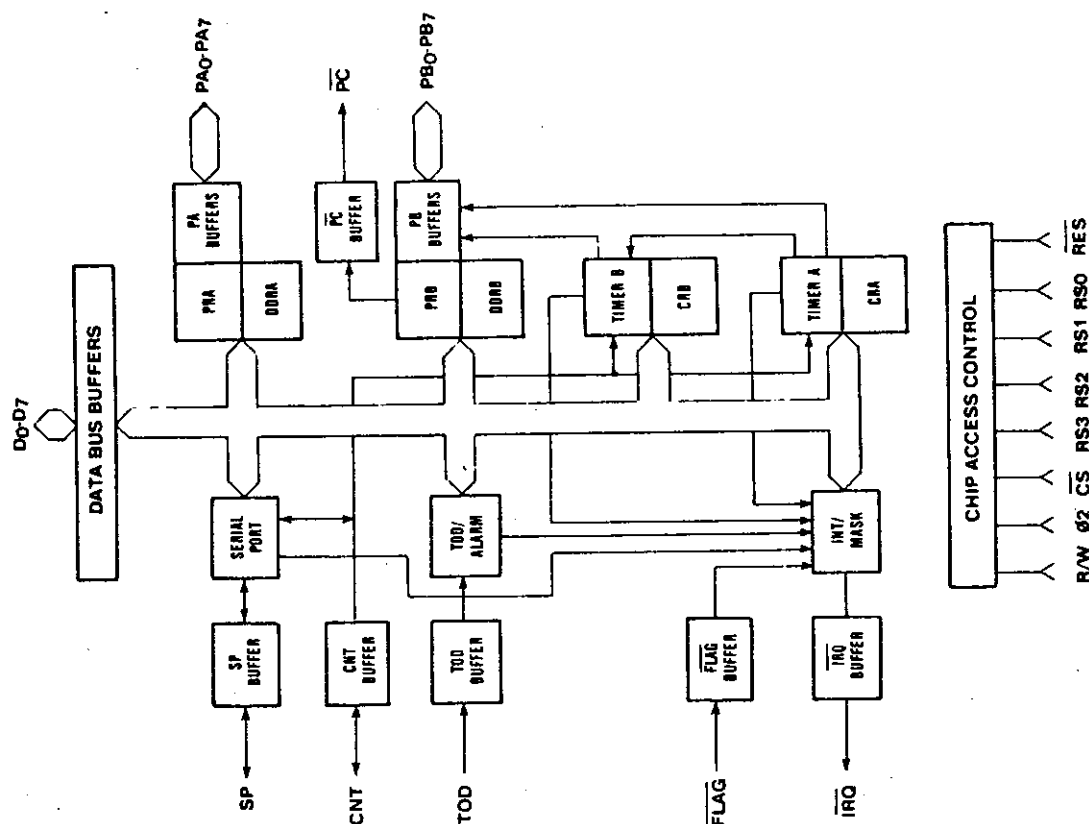 D0-D7
DATA BUS BUFFERS
PA0-PA7
PA
BUFFERS
PRA
DDRA
PC
PC
BUFFER
PB0-PB7
PB
BUFFERS
PRB
DDRB
TIMER B
CRB
TIMER A
CRA
SERIAL
PORT
TOD/
ALARM
INT/
MASK
SP
BUFFER
CNT
BUFFER
TOD
BUFFER
FLAG
BUFFER
IRQ
BUFFER
SP
CNT
TOD
FLAG
IRQ
CHIP ACCESS CONTROL
R/W Ø2 CS RS3 RS2 RS1 RS0 RES